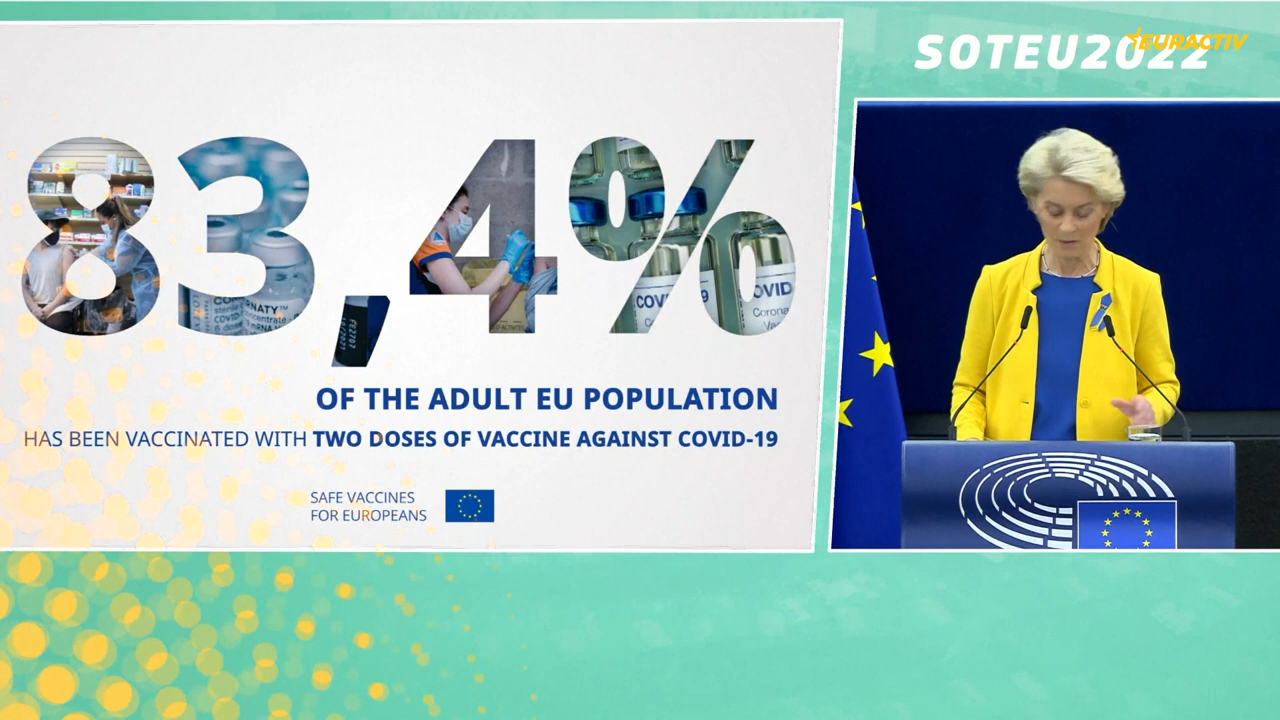 SOTEU2022
EURACTIV
83,4%
OF THE ADULT EU POPULATION
HAS BEEN VACCINATED WITH TWO DOSES OF VACCINE AGAINST COVID-19
SAFE VACCINES
FOR EUROPEANS